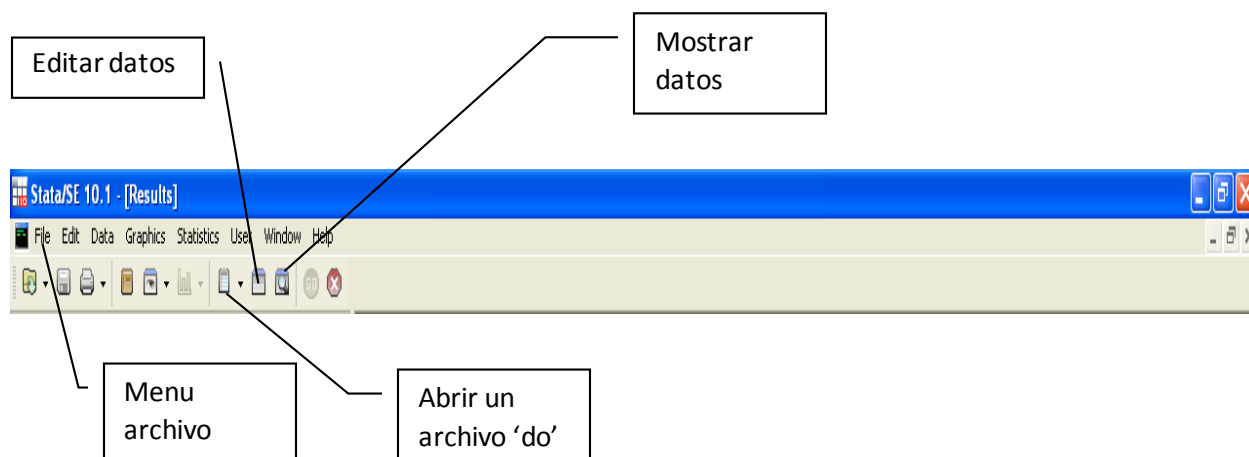 Editar datos
Mostrar
datos
Stata/SE 10.1 - [Results]
File Edit Data Graphics Statistics User Window Help
Menu
archivo
Abrir un
archivo ‘do’